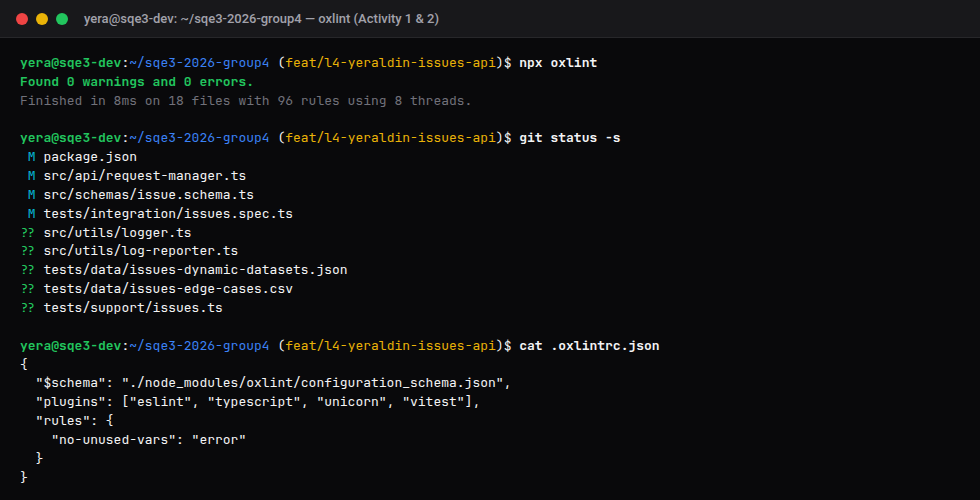 yera@sqe3-dev: ~/sqe3-2026-group4 — oxlint (Activity 1 & 2)
yera@sqe3-dev:~/sqe3-2026-group4 (feat/l4-yeraldin-issues-api)$ npx oxlint
Found 0 warnings and 0 errors.
Finished in 8ms on 18 files with 96 rules using 8 threads.
yera@sqe3-dev:~/sqe3-2026-group4 (feat/l4-yeraldin-issues-api)$ git status -s
 M package.json
 M src/api/request-manager.ts
 M src/schemas/issue.schema.ts
 M tests/integration/issues.spec.ts
?? src/utils/logger.ts
?? src/utils/log-reporter.ts
?? tests/data/issues-dynamic-datasets.json
?? tests/data/issues-edge-cases.csv
?? tests/support/issues.ts
yera@sqe3-dev:~/sqe3-2026-group4 (feat/l4-yeraldin-issues-api)$ cat .oxlintrc.json
{
  "$schema": "./node_modules/oxlint/configuration_schema.json",
  "plugins": ["eslint", "typescript", "unicorn", "vitest"],
  "rules": {
    "no-unused-vars": "error"
  }
}